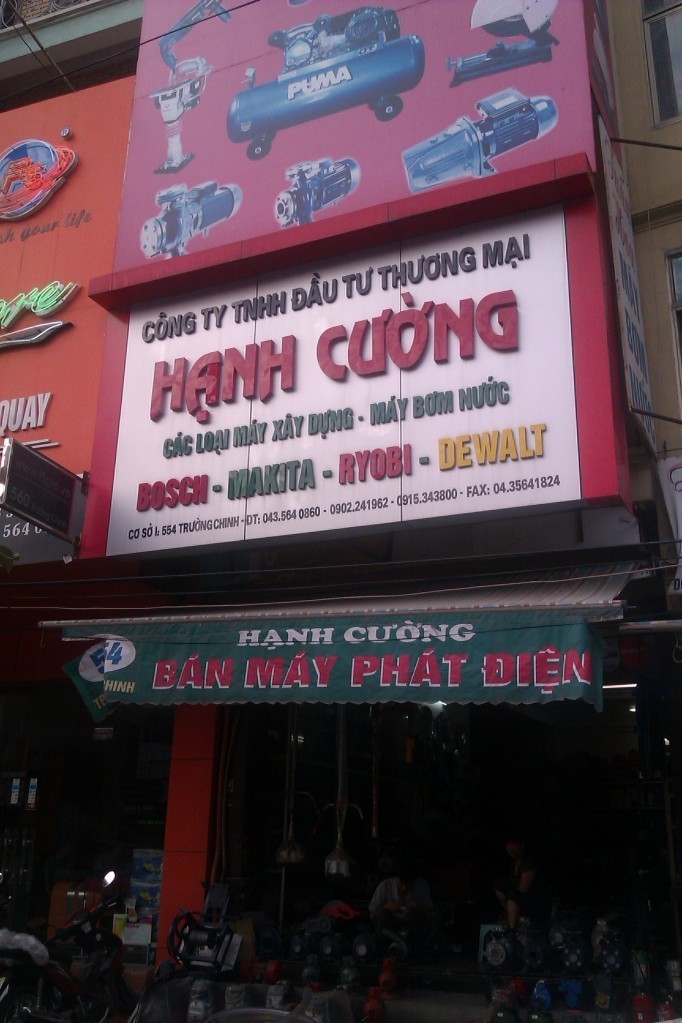 PUMA
CÔNG TY TNHH ĐẦU TƯ THƯƠNG MẠI
HẠNH CƯỜNG
CÁC LOẠI MÁY XÂY DỰNG - MÁY BƠM NƯỚC
BOSCH - MAKITA - RYOBI - DEWALT
CƠ SỞ I: 554 TRƯỜNG CHINH - ĐT: 043.564 0860 - 0902.241962 - 0915.343800 - FAX: 04.35641824
your life
QUAY
HẠNH CƯỜNG
BÁN MÁY PHÁT ĐIỆN